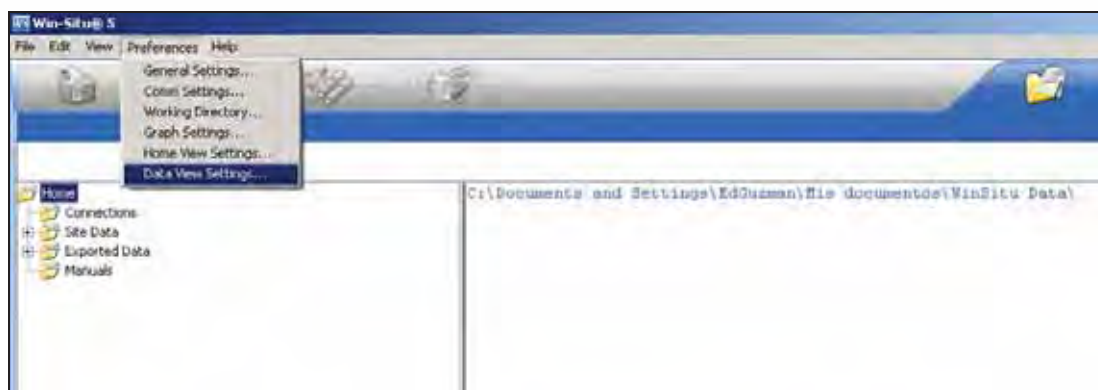 Win-Situ® 5
File Edit View Preferences Help
General Settings...
Comm Settings...
Working Directory...
Graph Settings...
Home View Settings...
Data View Settings...
Home
Connections
Site Data
Exported Data
Manuals
C:\Documents and Settings\EdGuzman\Mis documentos\WinSitu Data\